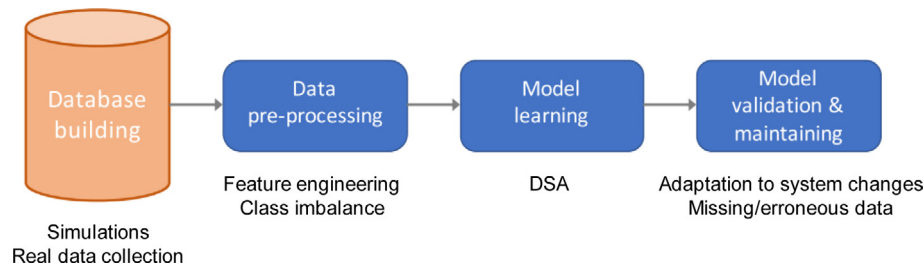 Database
building
Data
pre-processing
Model
learning
Model
validation &
maintaining
Simulations
Real data collection
Feature engineering
Class imbalance
DSA
Adaptation to system changes
Missing/erroneous data